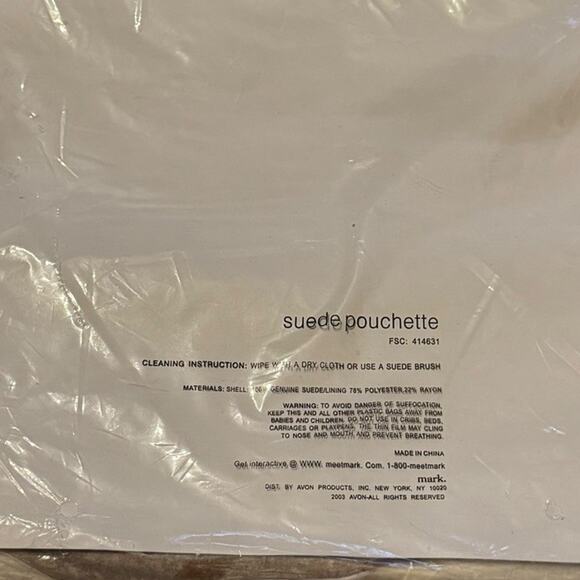 suede pouchette
FSC: 414631
CLEANING INSTRUCTION: WIPE WITH A DRY CLOTH OR USE A SUEDE BRUSH
MATERIALS: SHELL: 100% GENUINE SUEDE/LINING 78% POLYESTER,22% RAYON
WARNING: TO AVOID DANGER OF SUFFOCATION,
KEEP THIS AND ALL OTHER PLASTIC BAGS AWAY FROM
BABIES AND CHILDREN. DO NOT USE IN CRIBS, BEDS,
CARRIAGES OR PLAYPENS. THE THIN FILM MAY CLING
TO NOSE AND MOUTH AND PREVENT BREATHING.
MADE IN CHINA
Get interactive @ WWW. meetmark. Com. 1-800-meetmark
mark.
DIST. BY AVON PRODUCTS, INC. NEW YORK, NY 10020
2003 AVON-ALL RIGHTS RESERVED